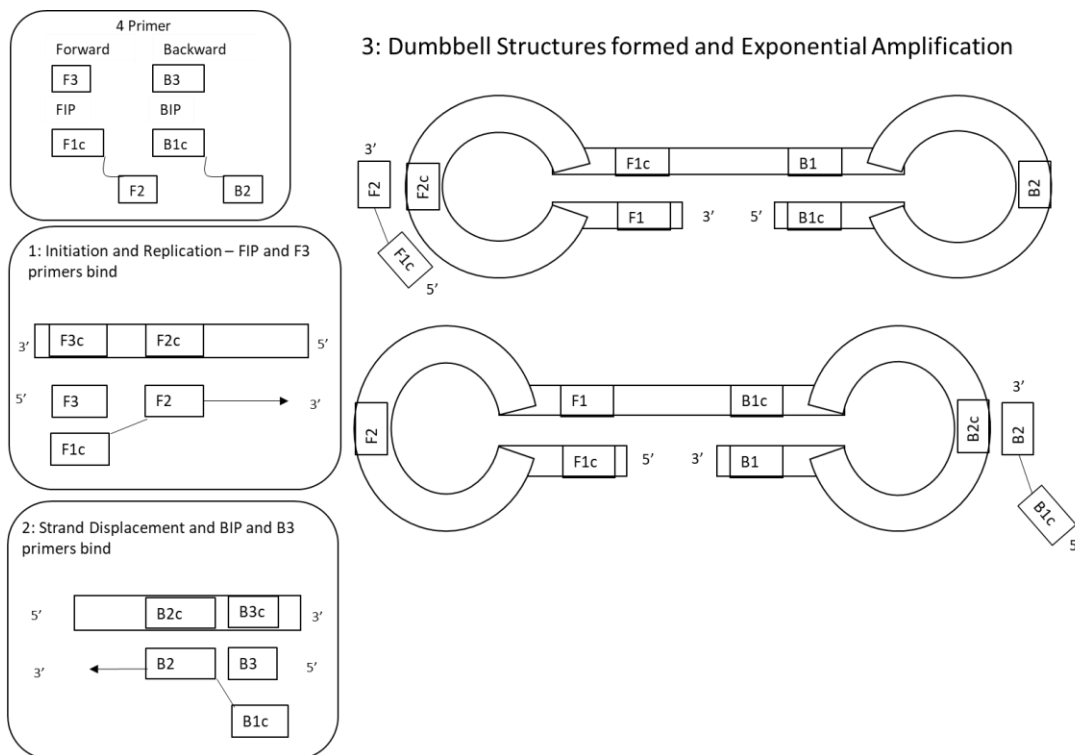 4 Primer
Forward Backward
F3 B3
FIP BIP
F1c B1c
F2 B2
1: Initiation and Replication – FIP and F3
primers bind
3’ F3c F2c 5’
5’ F3 F2 3’
F1c
2: Strand Displacement and BIP and B3
primers bind
5’ B2c B3c 3’
3’ B2 B3 5’
B1c
3: Dumbbell Structures formed and Exponential Amplification
3’ F1c B1
F2 F2c B2
F1 3’ 5’ B1c
F1c
5’
F1 B1c 3’
F2 B2c B2
F1c 5’ 3’ B1
B1c
5’